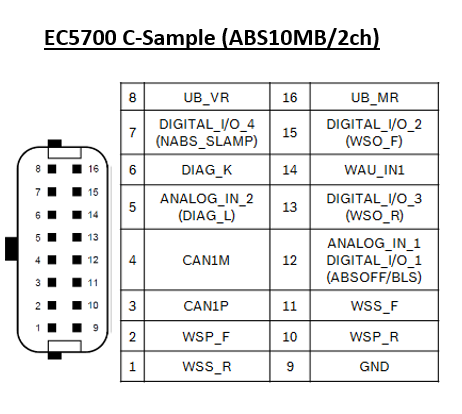 EC5700 C-Sample (ABS10MB/2ch)
8 UB_VR 16 UB_MR
7 DIGITAL_I/O_4 (NABS_SLAMP) 15 DIGITAL_I/O_2 (WSO_F)
6 DIAG_K 14 WAU_IN1
5 ANALOG_IN_2 (DIAG_L) 13 DIGITAL_I/O_3 (WSO_R)
4 CAN1M 12 ANALOG_IN_1 DIGITAL_I/O_1 (ABSOFF/BLS)
3 CAN1P 11 WSS_F
2 WSP_F 10 WSP_R
1 WSS_R 9 GND
8 16
7 15
6 14
5 13
4 12
3 11
2 10
1 9